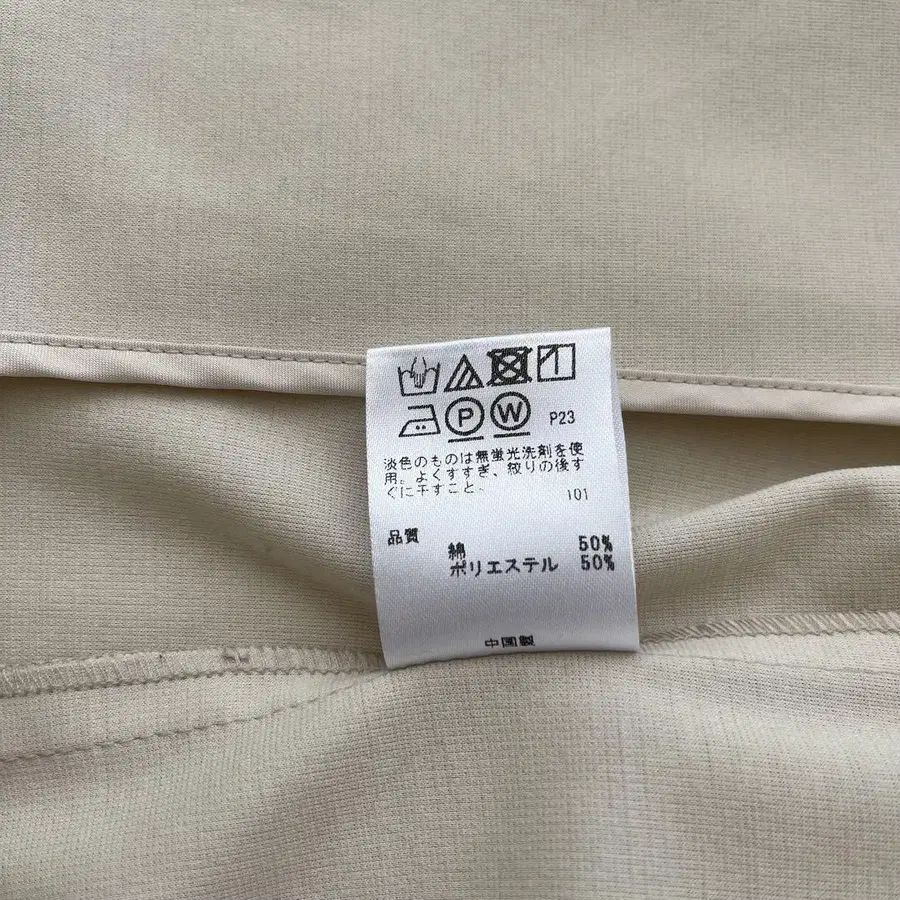 P W P23
淡色のものは無蛍光洗剤を使
用。よくすすぎ、絞りの後す
ぐに干すこと。 101
品質
綿 50%
ポリエステル 50%
中国製